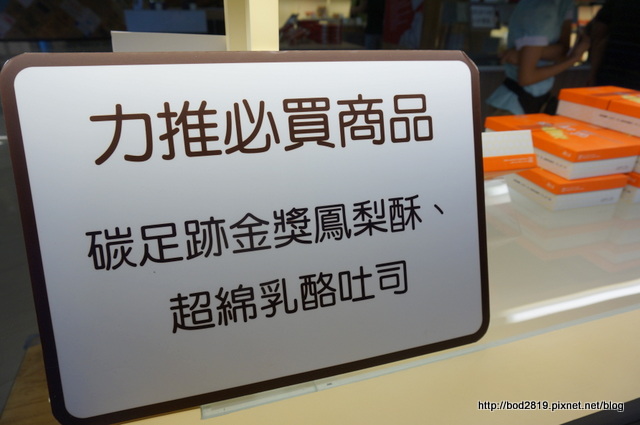 力推必買商品
碳足跡金獎鳳梨酥、
超綿乳酪吐司
http://bod2819.pixnet.net/blog